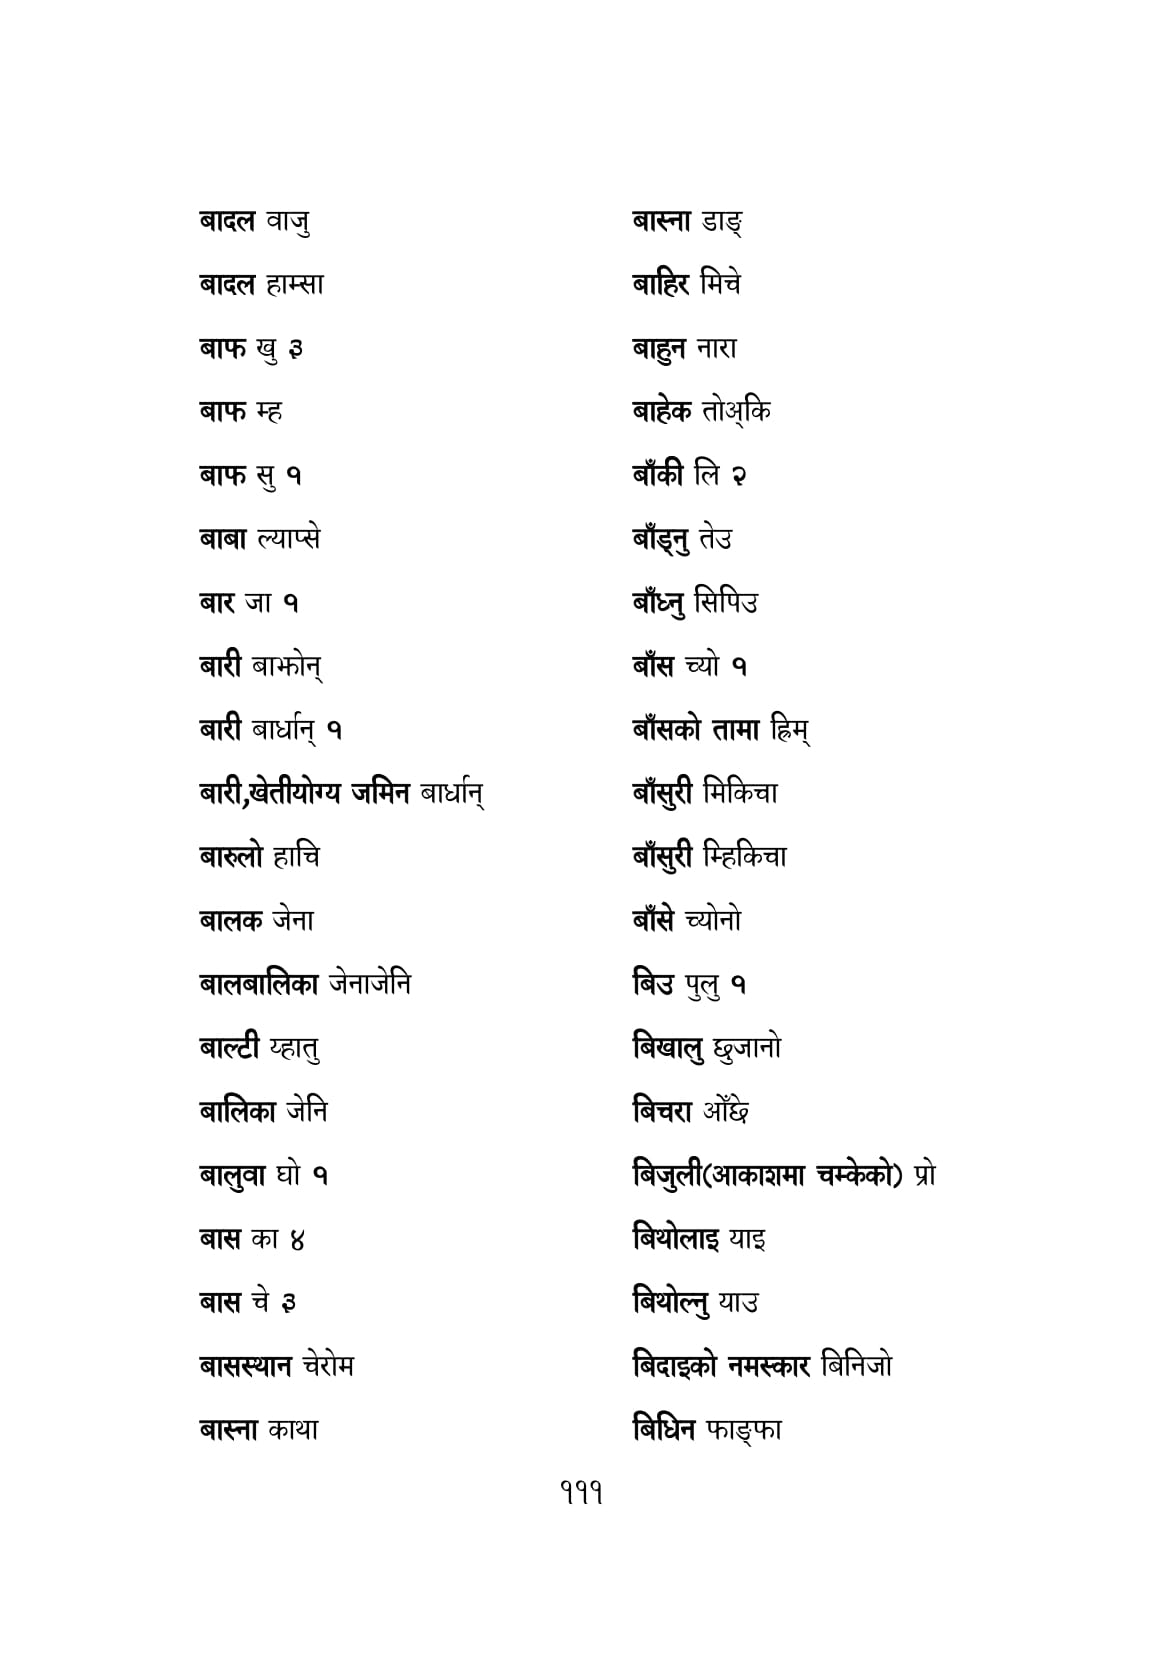 बादल वाजु
बादल हाम्सा
बाफ खु ३
बाफ म्ह
बाफ सु १
बाबा ल्याप्से
बार जा १
बारी बाझोन्
बारी बार्धान् १
बारी,खेतीयोग्य जमिन बार्धान्
बारुलो हाचि
बालक जेना
बालबालिका जेनाजेनि
बाल्टी य्हातु
बालिका जेनि
बालुवा घो १
बास का ४
बास चे ३
बासस्थान चेरोम
बास्ना काथा
बास्ना डाङ्
बाहिर मिचे
बाहुन नारा
बाहेक तोअ्कि
बाँकी लि २
बाँड्नु तेउ
बाँध्नु सिपिउ
बाँस च्यो १
बाँसको तामा ह्रिम्
बाँसुरी मिकिचा
बाँसुरी म्हिकिचा
बाँसे च्योनो
बिउ पुलु १
बिखालु छुजानो
बिचरा ओँछे
बिजुली(आकाशमा चम्केको) प्रो
बिथोलाइ याइ
बिथोल्नु याउ
बिदाइको नमस्कार बिनिजो
बिधिन फाङ्फा
१११